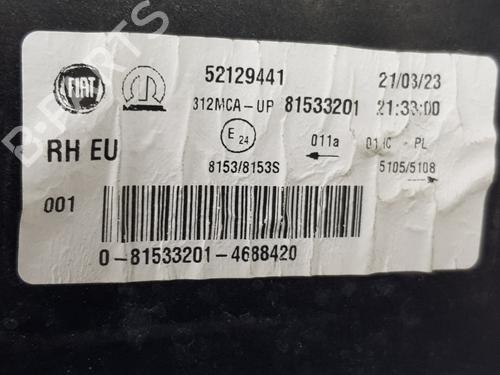 B-PARTS
FIAT
52129441 21/03/23
312MCA-UP 81533201 21:33:00
RH EU E 24 011a PL
8153/8153S 5105/5108
001
0-81533201-4688420